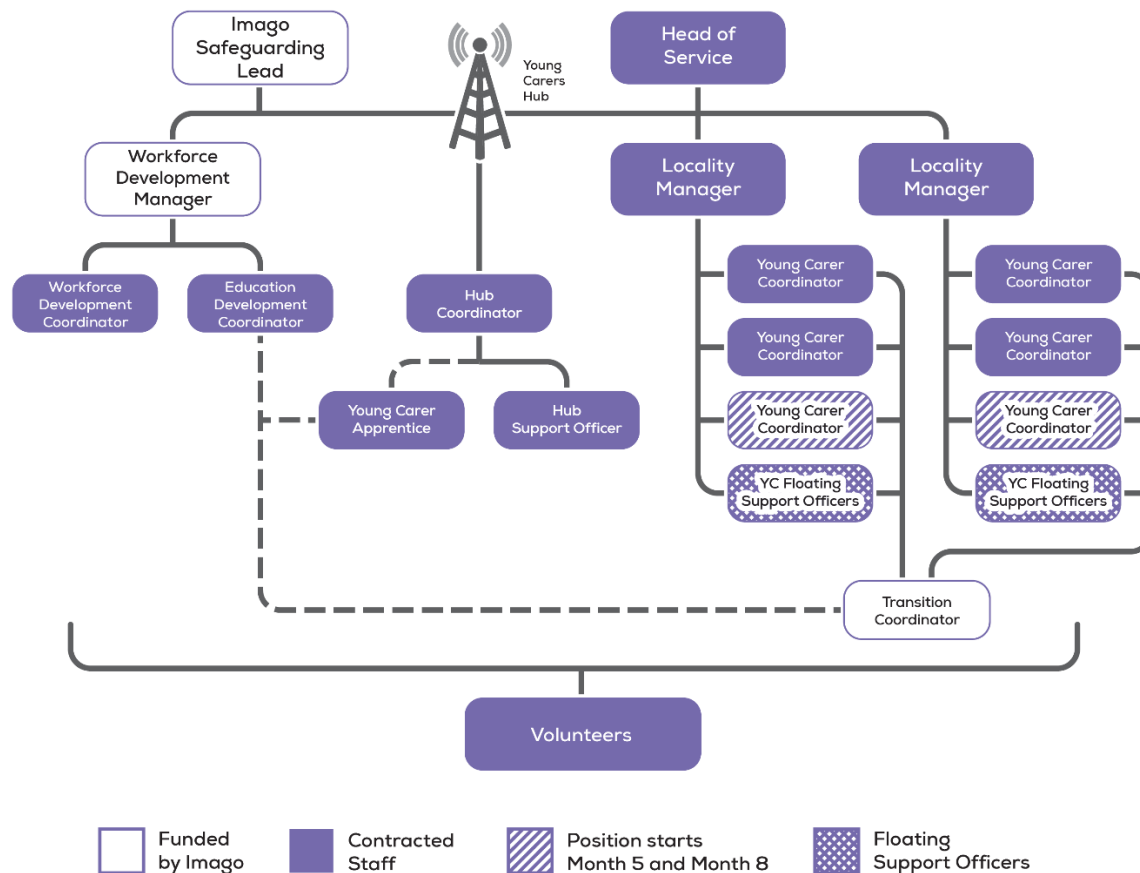 Imago
Safeguarding
Lead
Young
Carers
Hub
Head of
Service
Workforce
Development
Manager
Locality
Manager
Locality
Manager
Workforce
Development
Coordinator
Education
Development
Coordinator
Hub
Coordinator
Young Carer
Coordinator
Young Carer
Coordinator
Young Carer
Coordinator
Young Carer
Coordinator
Young Carer
Apprentice
Hub
Support Officer
Young Carer
Coordinator
Young Carer
Coordinator
YC Floating
Support Officers
YC Floating
Support Officers
Transition
Coordinator
Volunteers
Funded
by Imago
Contracted
Staff
Position starts
Month 5 and Month 8
Floating
Support Officers